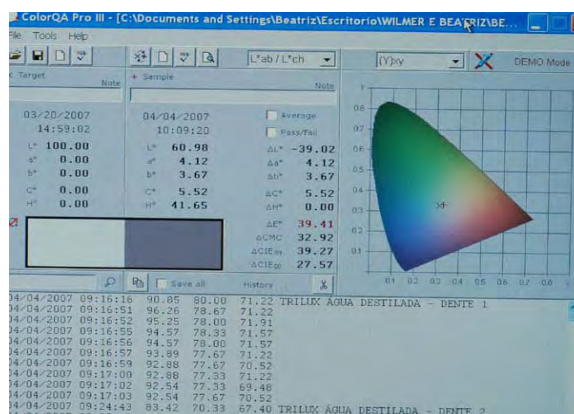 ColorQA Pro III - [C:\Documents and Settings\Beatriz\Escritorio\WILMER E BEATRIZ\BE...
File Tools Help
L*ab / L*ch
(Y)xy
DEMO Mode
Target
Note
+ Sample
Note
03/20/2007
14:59:02
04/04/2007
10:09:20
Average
Pass/Fail
L* 100.00
a* 0.00
b* 0.00
C* 0.00
H° 0.00
L* 60.98
a* 4.12
b* 3.67
C* 5.52
H° 41.65
ΔL* -39.02
Δa* 4.12
Δb* 3.67
ΔC* 5.52
ΔH* 0.00
ΔE* 39.41
ΔCMC 32.92
ΔCIE94 39.27
ΔCIE00 27.57
Save all
History
04/04/2007 09:16:16 90.85 80.00 71.22 TRILUX AGUA DESTILADA - DENTE 1
04/04/2007 09:16:51 96.26 78.67 71.22
04/04/2007 09:16:52 95.25 78.00 71.91
04/04/2007 09:16:55 94.57 78.33 71.57
04/04/2007 09:16:56 94.57 78.00 71.57
04/04/2007 09:16:57 93.89 77.67 71.22
04/04/2007 09:16:59 92.88 77.67 70.52
04/04/2007 09:17:00 92.88 77.33 71.22
04/04/2007 09:17:02 92.54 77.33 69.48
04/04/2007 09:17:03 92.54 77.67 70.52
04/04/2007 09:24:43 83.42 70.33 67.40 TRILUX AGUA DESTILADA - DENTE 2